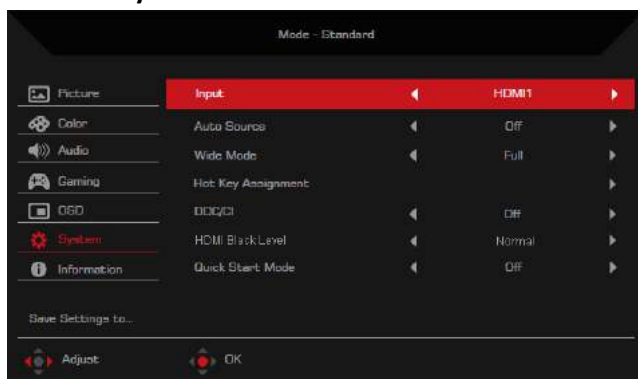 Mode - Standard
Picture
Input HDMI1
Color
Auto Source Off
Audio
Wide Mode Full
Gaming
Hot Key Assignment
OSD
DDC/CI Off
System
HDMI Black Level Normal
Information
Quick Start Mode Off
Save Settings to...
Adjust OK